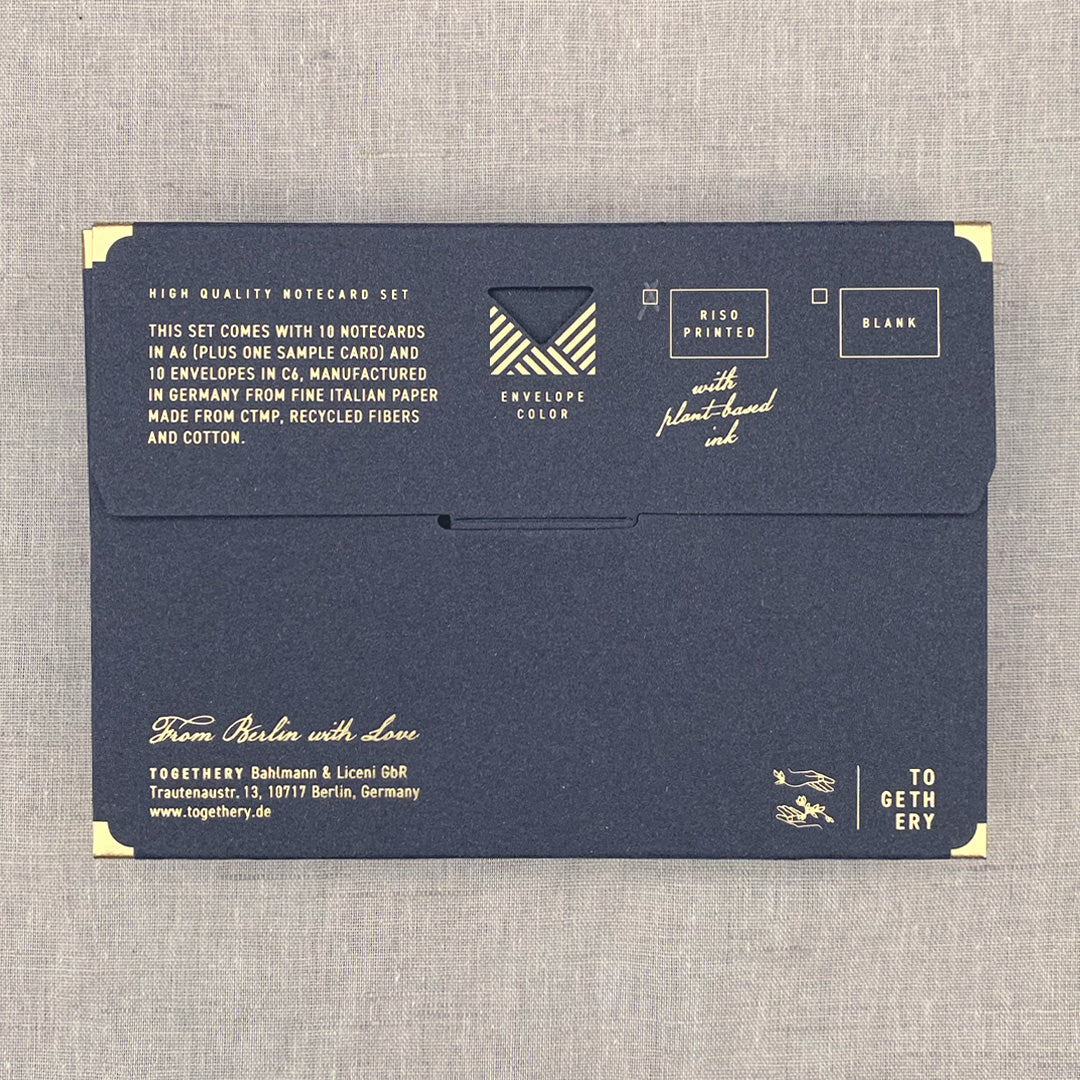 HIGH QUALITY NOTECARD SET
THIS SET COMES WITH 10 NOTECARDS
IN A6 (PLUS ONE SAMPLE CARD) AND
10 ENVELOPES IN C6, MANUFACTURED
IN GERMANY FROM FINE ITALIAN PAPER
MADE FROM CTMP, RECYCLED FIBERS
AND COTTON.
ENVELOPE
COLOR
RISO
PRINTED
with
plant-based
ink
BLANK
From Berlin with Love
TOGETHERY Bahlmann & Liceni GbR
Trautenaustr. 13, 10717 Berlin, Germany
www.togethery.de
TO
GETH
ERY